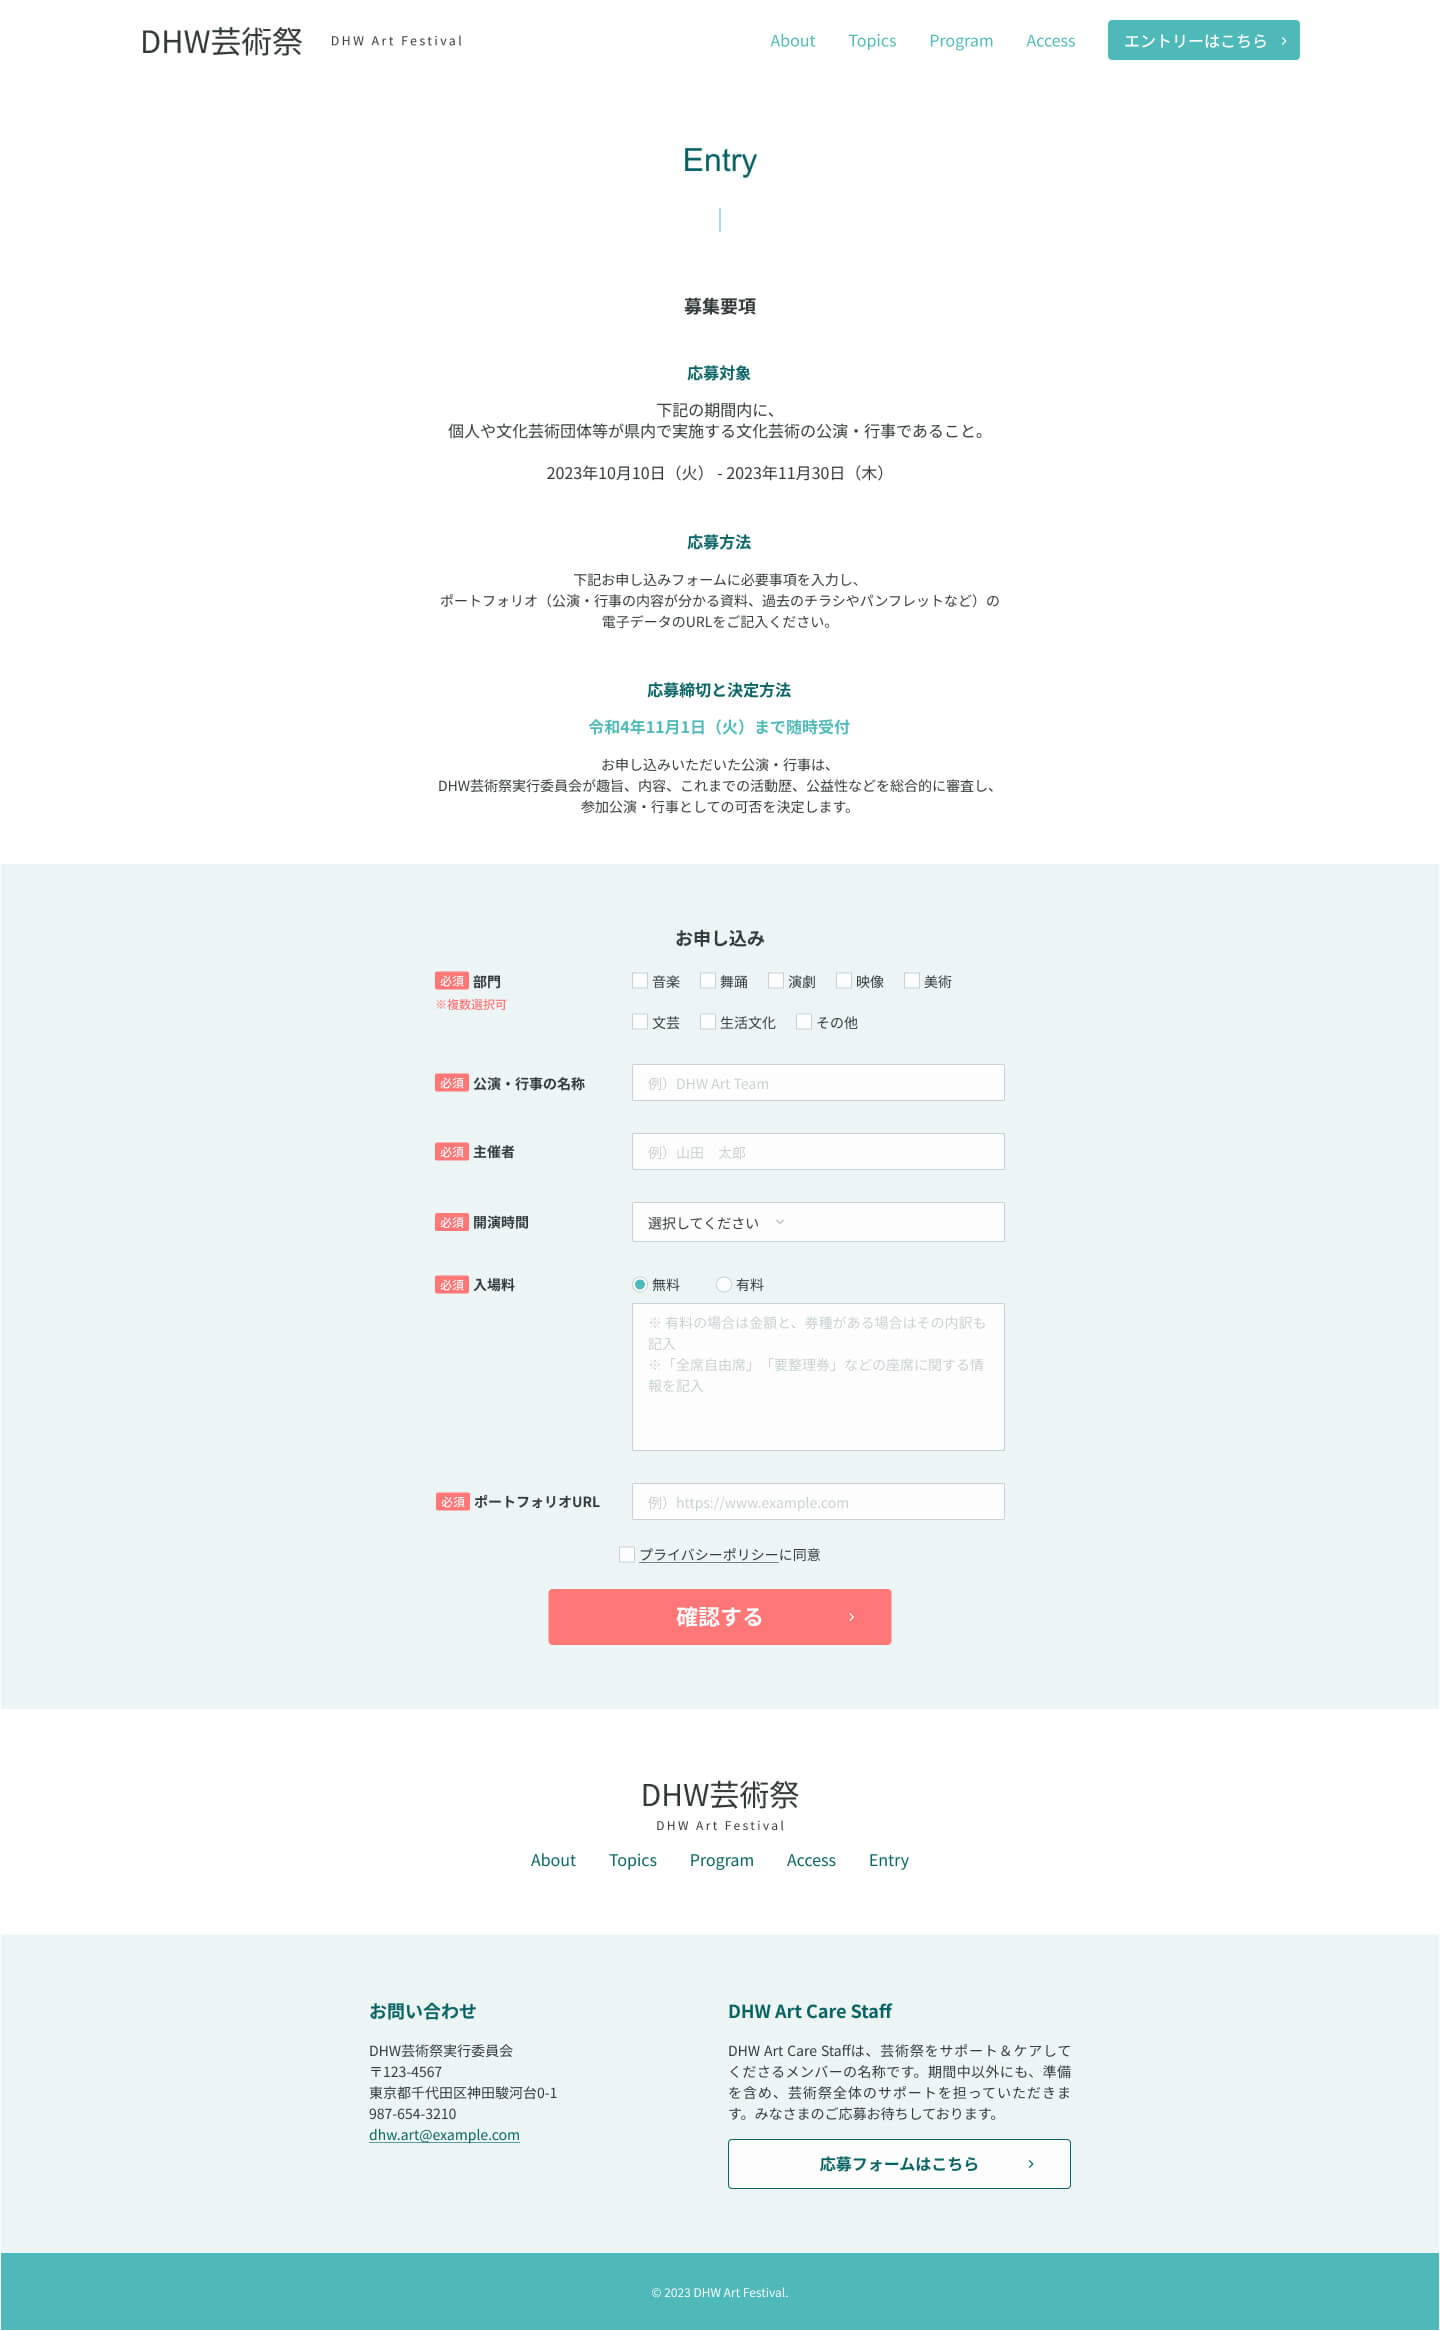 DHW芸術祭 DHW Art Festival About Topics Program Access エントリーはこちら
Entry
募集要項
応募対象
下記の期間内に、
個人や文化芸術団体等が県内で実施する文化芸術の公演・行事であること。
2023年10月10日（火） - 2023年11月30日（木）
応募方法
下記お申し込みフォームに必要事項を入力し、
ポートフォリオ（公演・行事の内容が分かる資料、過去のチラシやパンフレットなど）の
電子データのURLをご記入ください。
応募締切と決定方法
令和4年11月1日（火）まで随時受付
お申し込みいただいた公演・行事は、
DHW芸術祭実行委員会が趣旨、内容、これまでの活動歴、公益性などを総合的に審査し、
参加公演・行事としての可否を決定します。
お申し込み
必須 部門
※複数選択可
音楽 舞踊 演劇 映像 美術
文芸 生活文化 その他
必須 公演・行事の名称 例）DHW Art Team
必須 主催者 例）山田　太郎
必須 開演時間 選択してください
必須 入場料 無料 有料
※ 有料の場合は金額と、券種がある場合はその内訳も
記入
※「全席自由席」「要整理券」などの座席に関する情
報を記入
必須 ポートフォリオURL 例）https://www.example.com
プライバシーポリシーに同意
確認する
DHW芸術祭
DHW Art Festival
About Topics Program Access Entry
お問い合わせ
DHW芸術祭実行委員会
〒123-4567
東京都千代田区神田駿河台0-1
987-654-3210
dhw.art@example.com
DHW Art Care Staff
DHW Art Care Staffは、芸術祭をサポート＆ケアして
くださるメンバーの名称です。期間中以外にも、準備
を含め、芸術祭全体のサポートを担っていただきま
す。みなさまのご応募お待ちしております。
応募フォームはこちら
© 2023 DHW Art Festival.